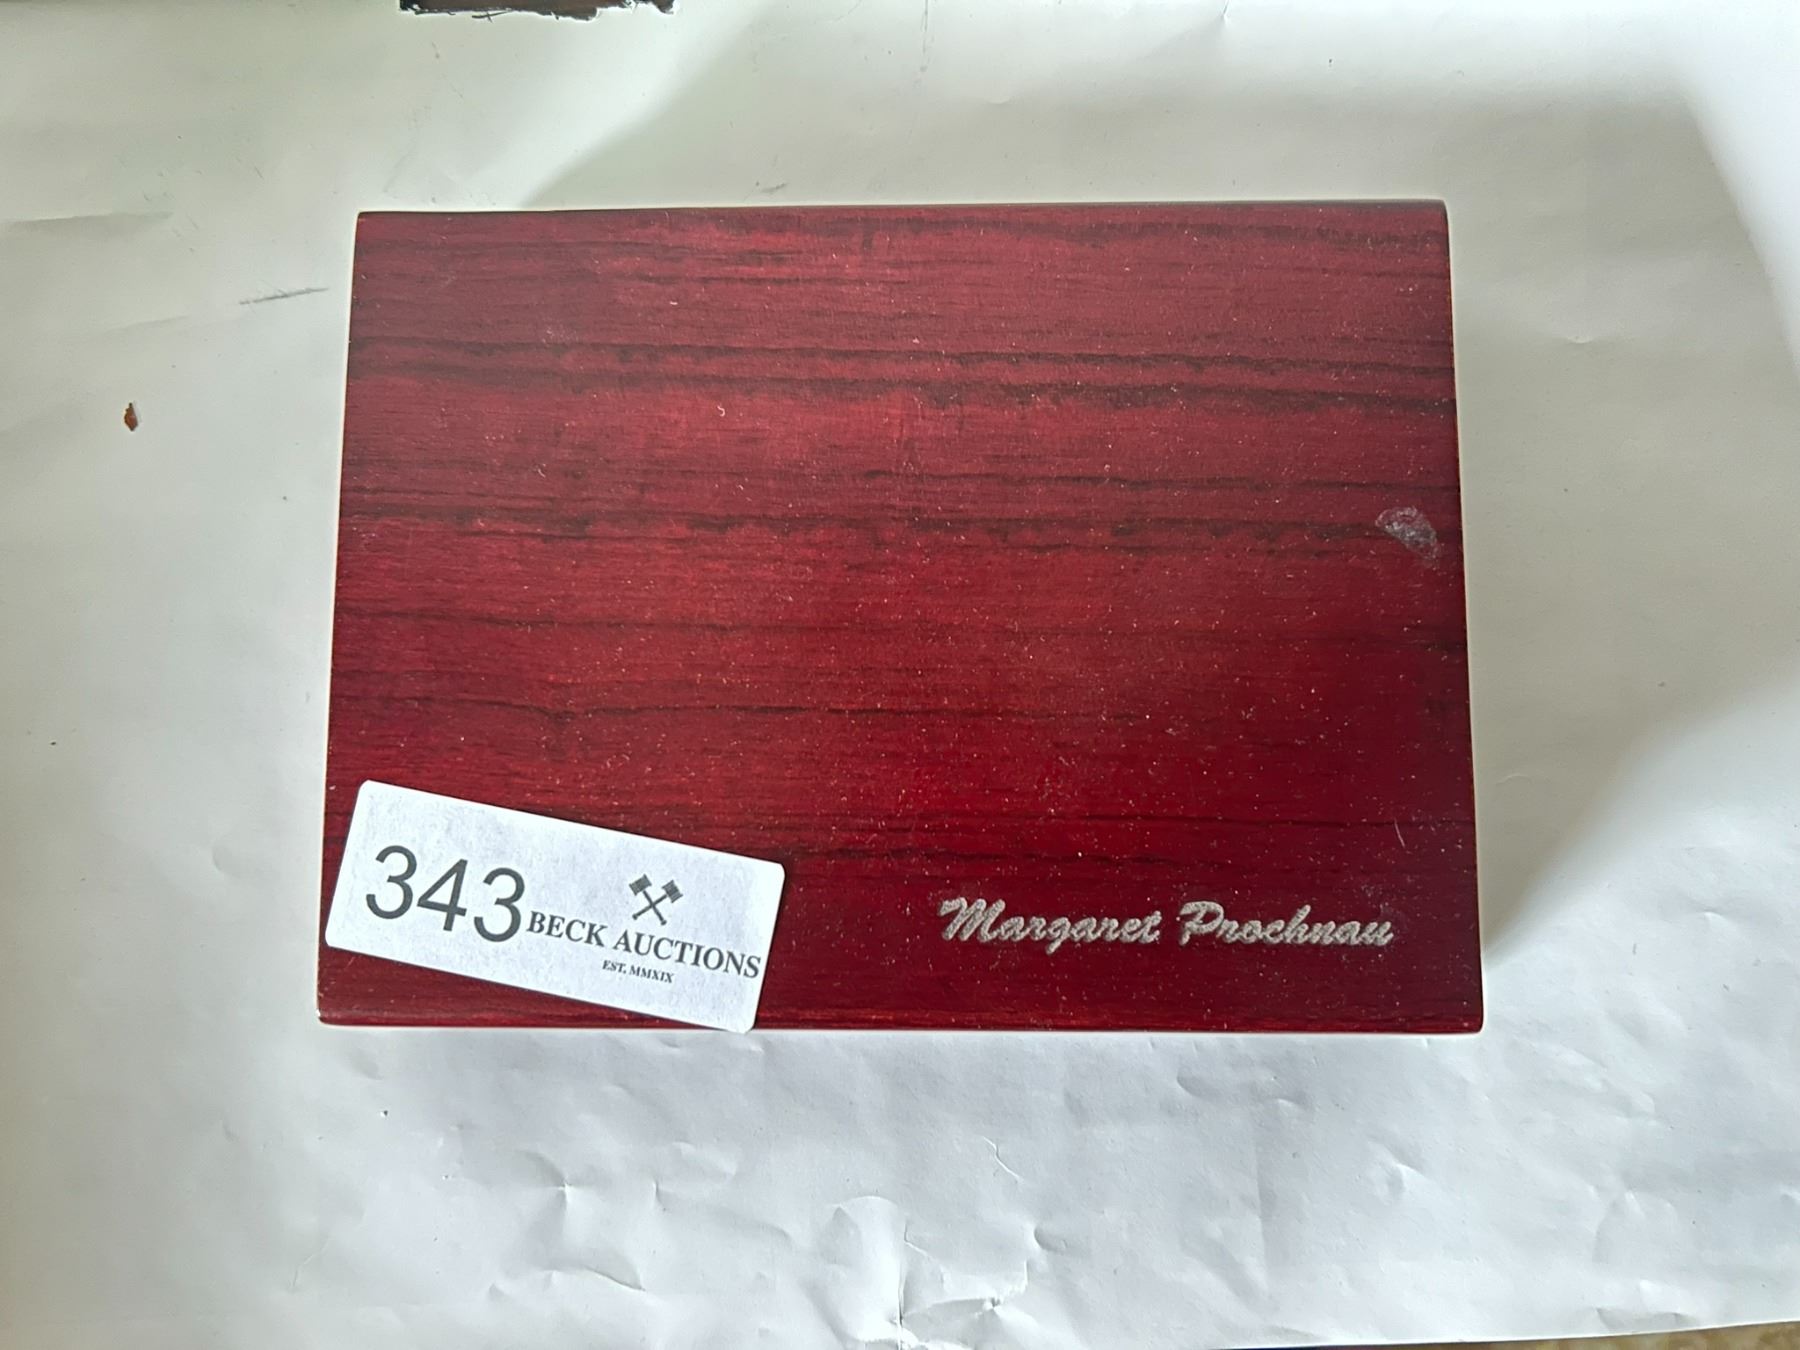 343
BECK AUCTIONS
EST. MMXIX
Margaret Prochnau